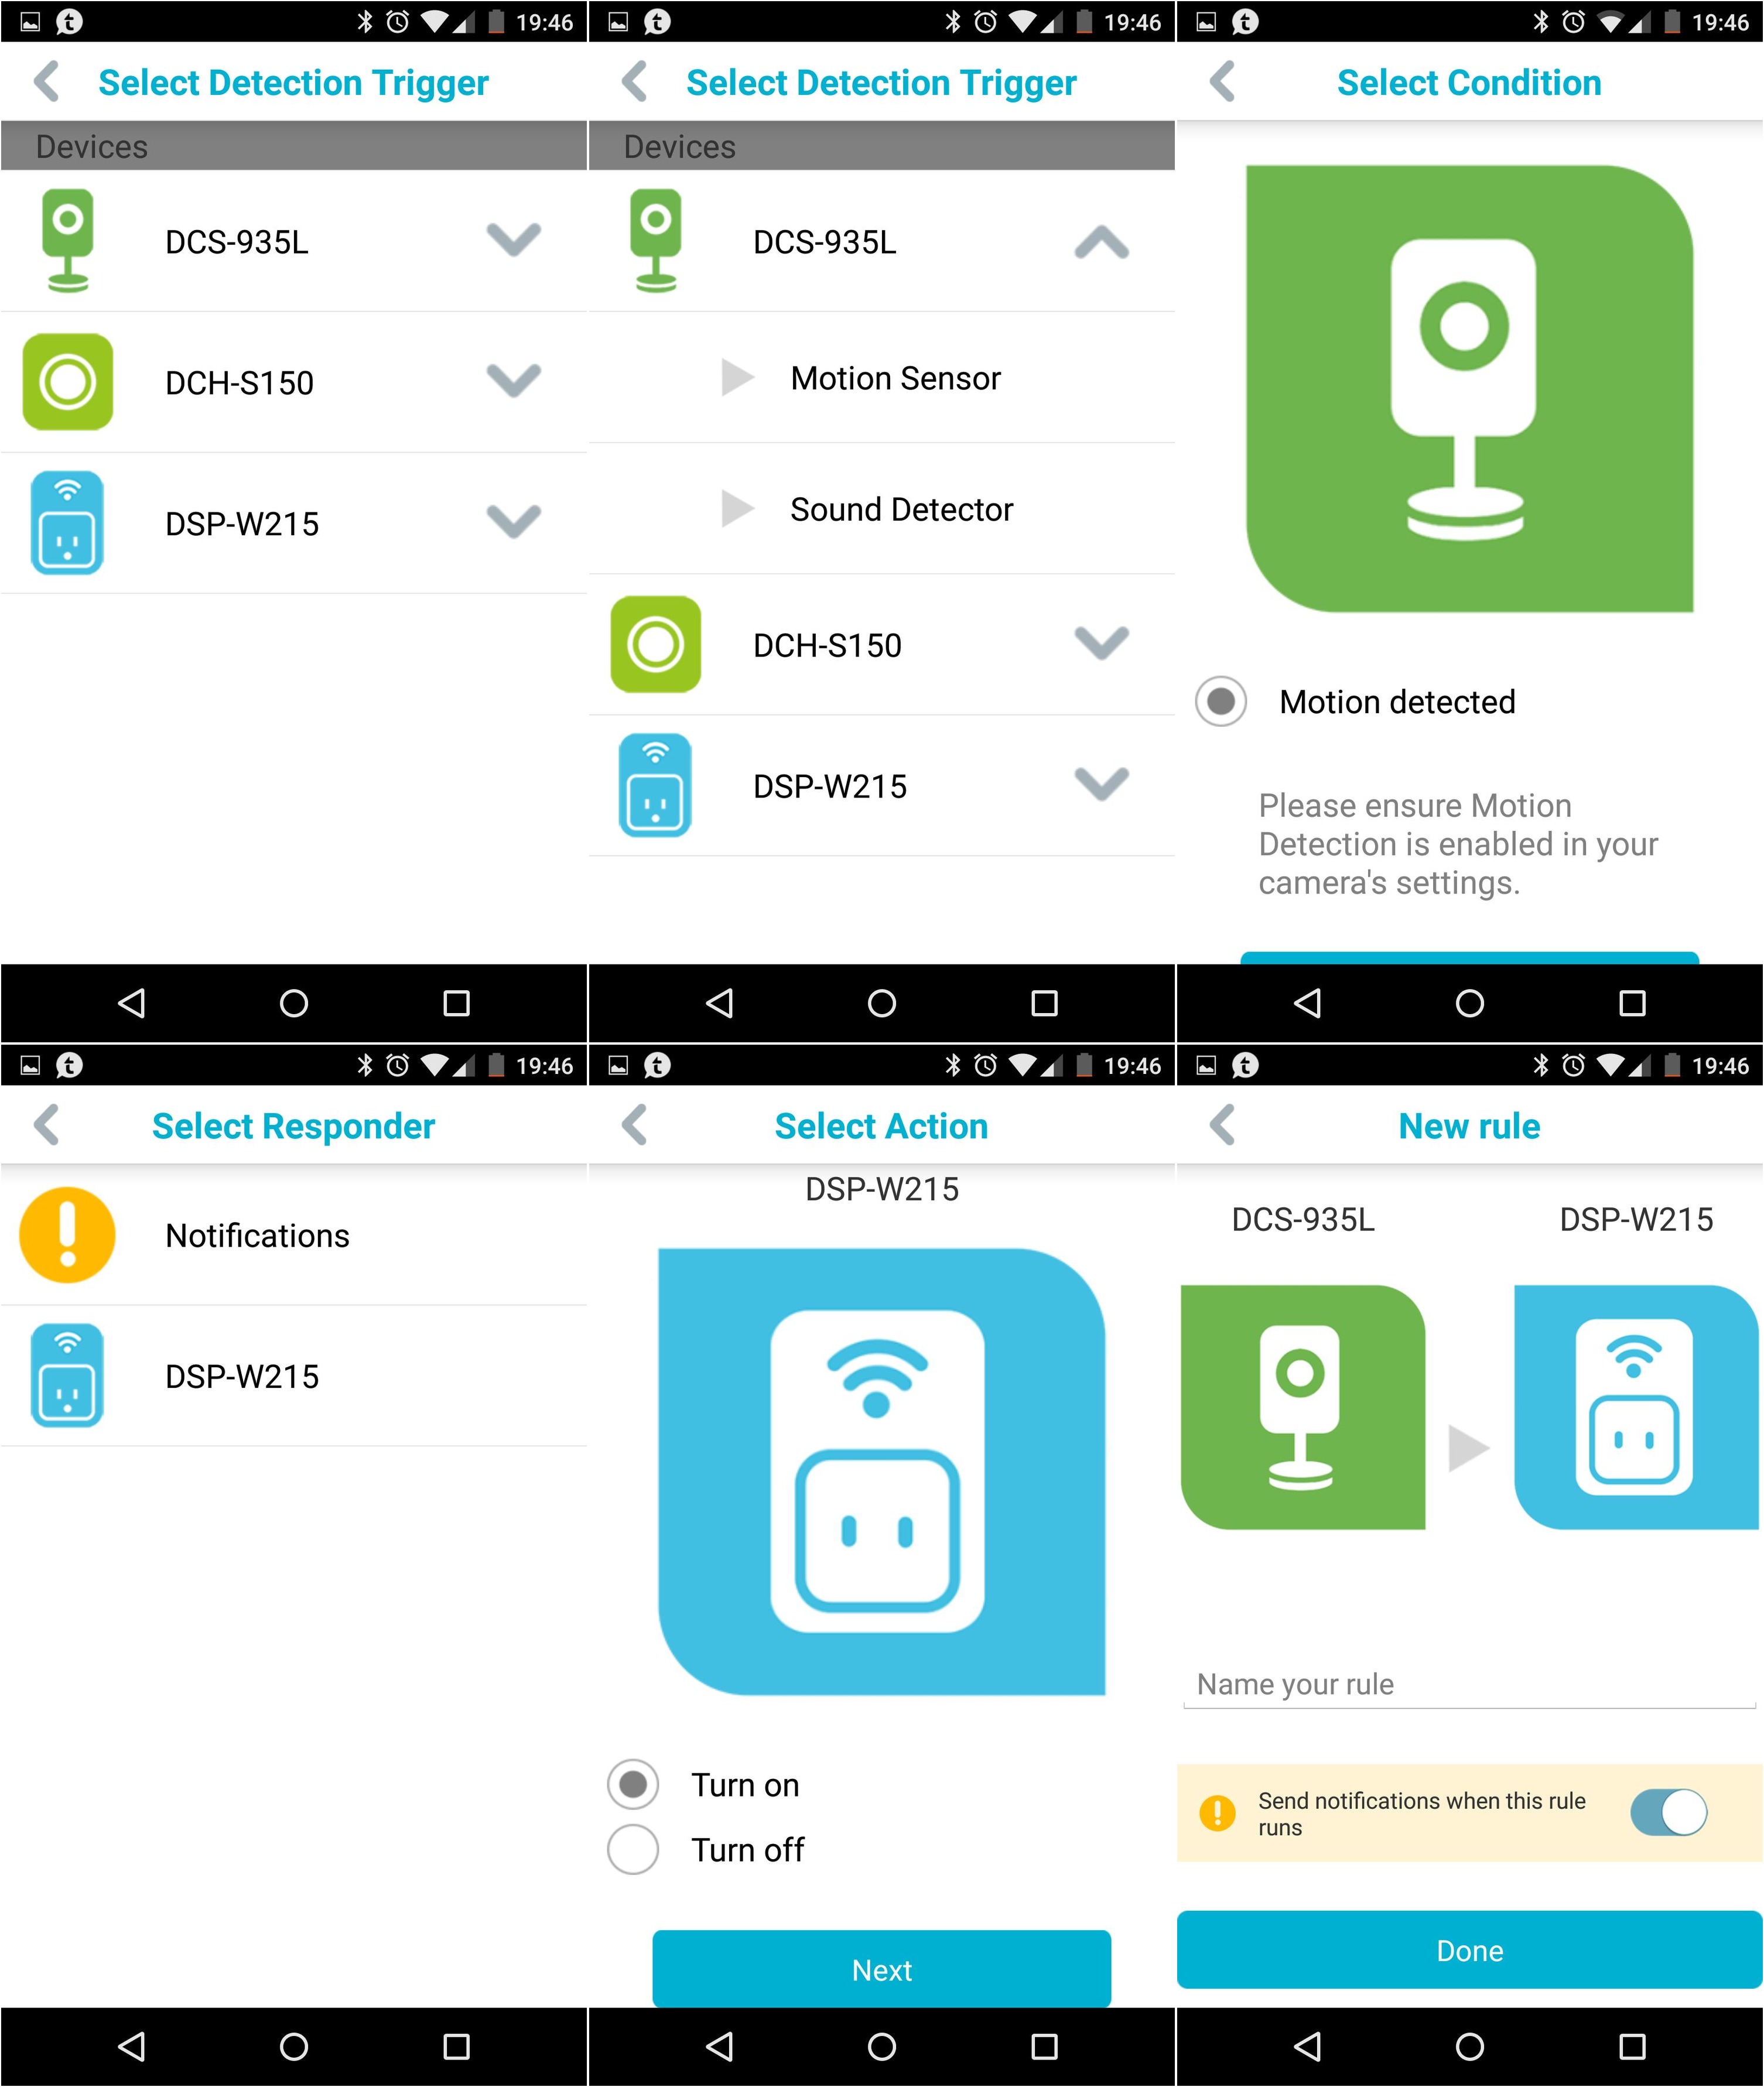 19:46
Select Detection Trigger
Devices
DCS-935L
DCH-S150
DSP-W215
19:46
Select Detection Trigger
Devices
DCS-935L
Motion Sensor
Sound Detector
DCH-S150
DSP-W215
19:46
Select Condition
Motion detected
Please ensure Motion
Detection is enabled in your
camera's settings.
19:46
Select Responder
Notifications
DSP-W215
19:46
Select Action
DSP-W215
Turn on
Turn off
Next
19:46
New rule
DCS-935L
DSP-W215
Name your rule
Send notifications when this rule
runs
Done